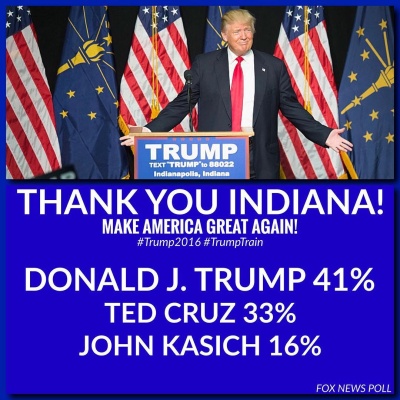 TRUMP
TEXT "TRUMP" to 88022
Indianapolis, Indiana
THANK YOU INDIANA!
MAKE AMERICA GREAT AGAIN!
#Trump2016 #TrumpTrain
DONALD J. TRUMP 41%
TED CRUZ 33%
JOHN KASICH 16%
FOX NEWS POLL